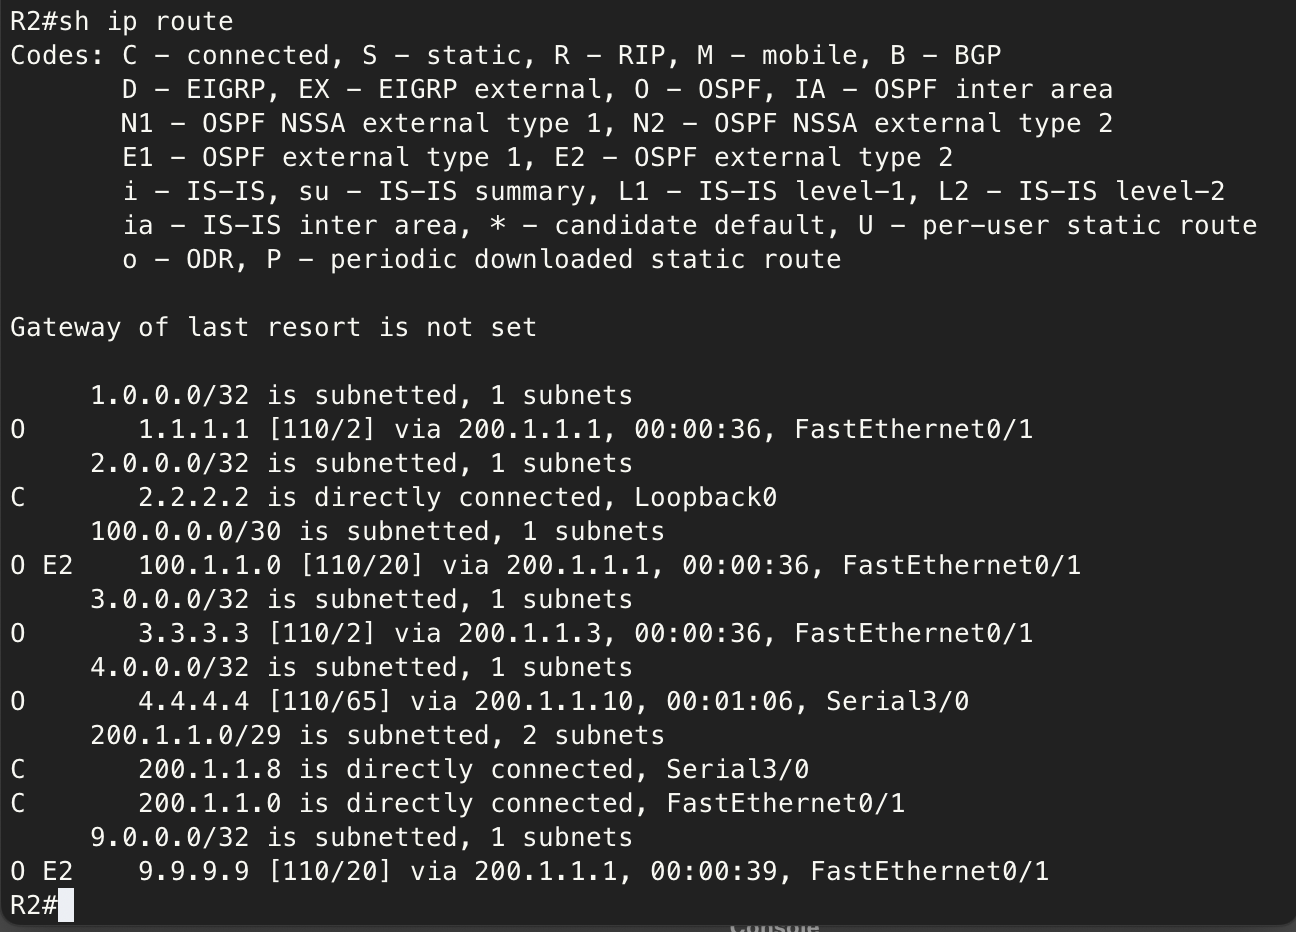 R2#sh ip route
Codes: C - connected, S - static, R - RIP, M - mobile, B - BGP
       D - EIGRP, EX - EIGRP external, O - OSPF, IA - OSPF inter area
       N1 - OSPF NSSA external type 1, N2 - OSPF NSSA external type 2
       E1 - OSPF external type 1, E2 - OSPF external type 2
       i - IS-IS, su - IS-IS summary, L1 - IS-IS level-1, L2 - IS-IS level-2
       ia - IS-IS inter area, * - candidate default, U - per-user static route
       o - ODR, P - periodic downloaded static route

Gateway of last resort is not set

     1.0.0.0/32 is subnetted, 1 subnets
O       1.1.1.1 [110/2] via 200.1.1.1, 00:00:36, FastEthernet0/1
     2.0.0.0/32 is subnetted, 1 subnets
C       2.2.2.2 is directly connected, Loopback0
     100.0.0.0/30 is subnetted, 1 subnets
O E2    100.1.1.0 [110/20] via 200.1.1.1, 00:00:36, FastEthernet0/1
     3.0.0.0/32 is subnetted, 1 subnets
O       3.3.3.3 [110/2] via 200.1.1.3, 00:00:36, FastEthernet0/1
     4.0.0.0/32 is subnetted, 1 subnets
O       4.4.4.4 [110/65] via 200.1.1.10, 00:01:06, Serial3/0
     200.1.1.0/29 is subnetted, 2 subnets
C       200.1.1.8 is directly connected, Serial3/0
C       200.1.1.0 is directly connected, FastEthernet0/1
     9.0.0.0/32 is subnetted, 1 subnets
O E2    9.9.9.9 [110/20] via 200.1.1.1, 00:00:39, FastEthernet0/1
R2#
Console